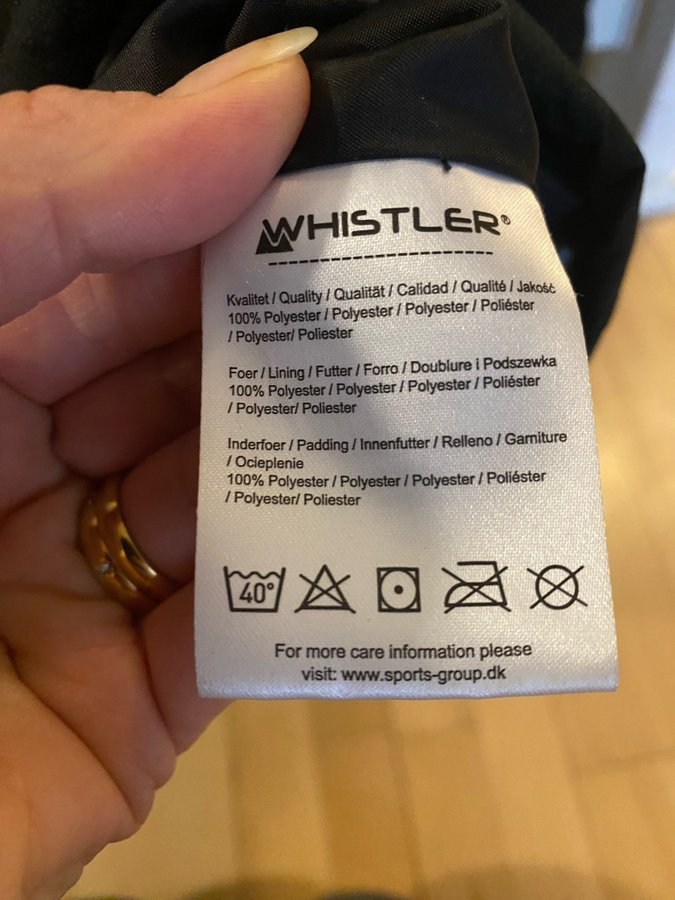 WHISTLER®
Kvalitet / Quality / Qualität / Calidad / Qualité / Jakość
100% Polyester / Polyester / Polyester / Poliéster
/ Polyester/ Poliester
Foer / Lining / Futter / Forro / Doublure i Podszewka
100% Polyester / Polyester / Polyester / Poliéster
/ Polyester/ Poliester
Inderfoer / Padding / Innenfutter / Relleno / Garniture
/ Ocieplenie
100% Polyester / Polyester / Polyester / Poliéster
/ Polyester/ Poliester
40°
For more care information please
visit: www.sports-group.dk